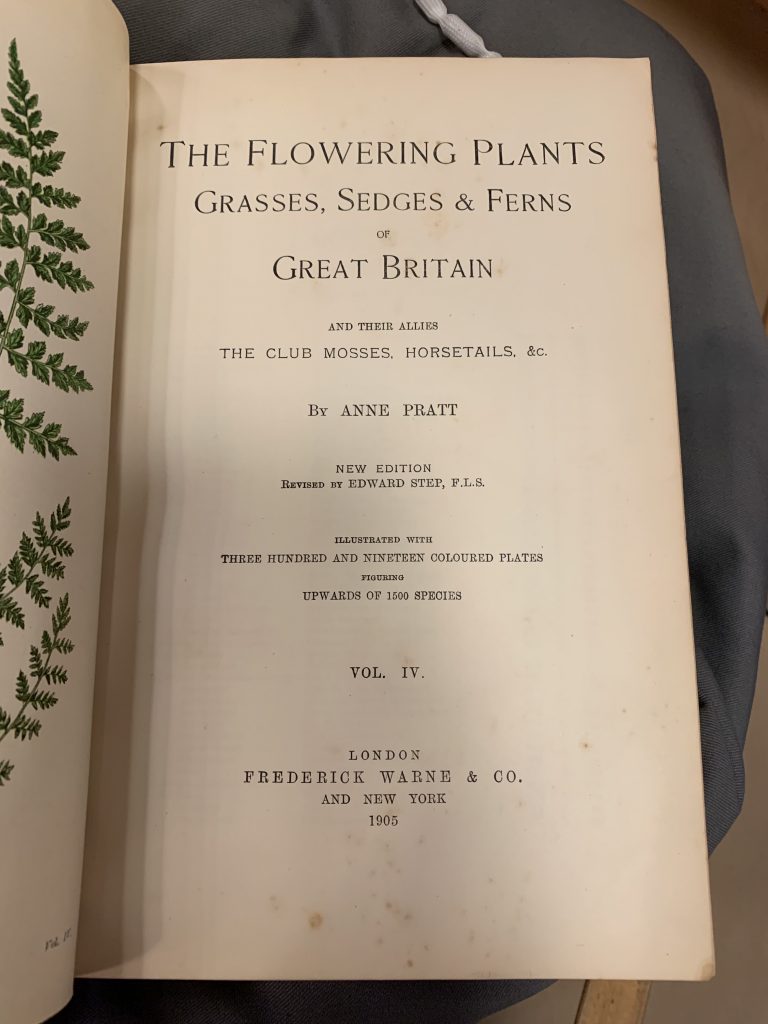 THE FLOWERING PLANTS
GRASSES, SEDGES & FERNS
OF
GREAT BRITAIN
AND THEIR ALLIES
THE CLUB MOSSES, HORSETAILS, &c.
By ANNE PRATT
NEW EDITION
REVISED BY EDWARD STEP, F.L.S.
ILLUSTRATED WITH
THREE HUNDRED AND NINETEEN COLOURED PLATES
FIGURING
UPWARDS OF 1500 SPECIES
VOL. IV.
LONDON
FREDERICK WARNE & CO.
AND NEW YORK
1905
Vol. IV.